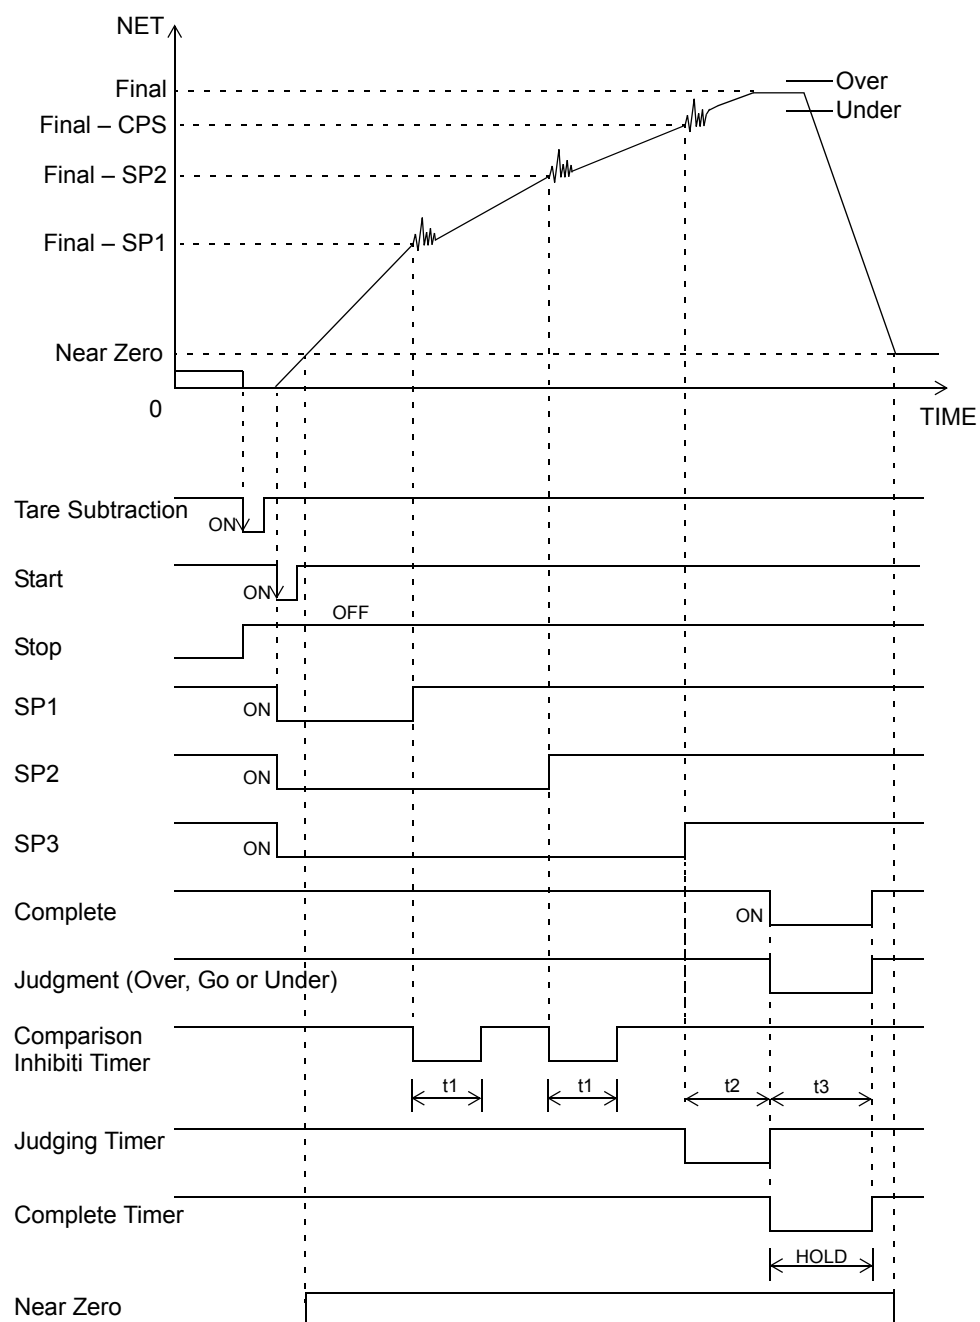 NET
Final
Over
Under
Final – CPS
Final – SP2
Final – SP1
Near Zero
0
TIME
Tare Subtraction
ON
Start
ON
OFF
Stop
SP1
ON
SP2
ON
SP3
ON
Complete
ON
Judgment (Over, Go or Under)
Comparison
Inhibiti Timer
t1
t1
t2
t3
Judging Timer
Complete Timer
HOLD
Near Zero